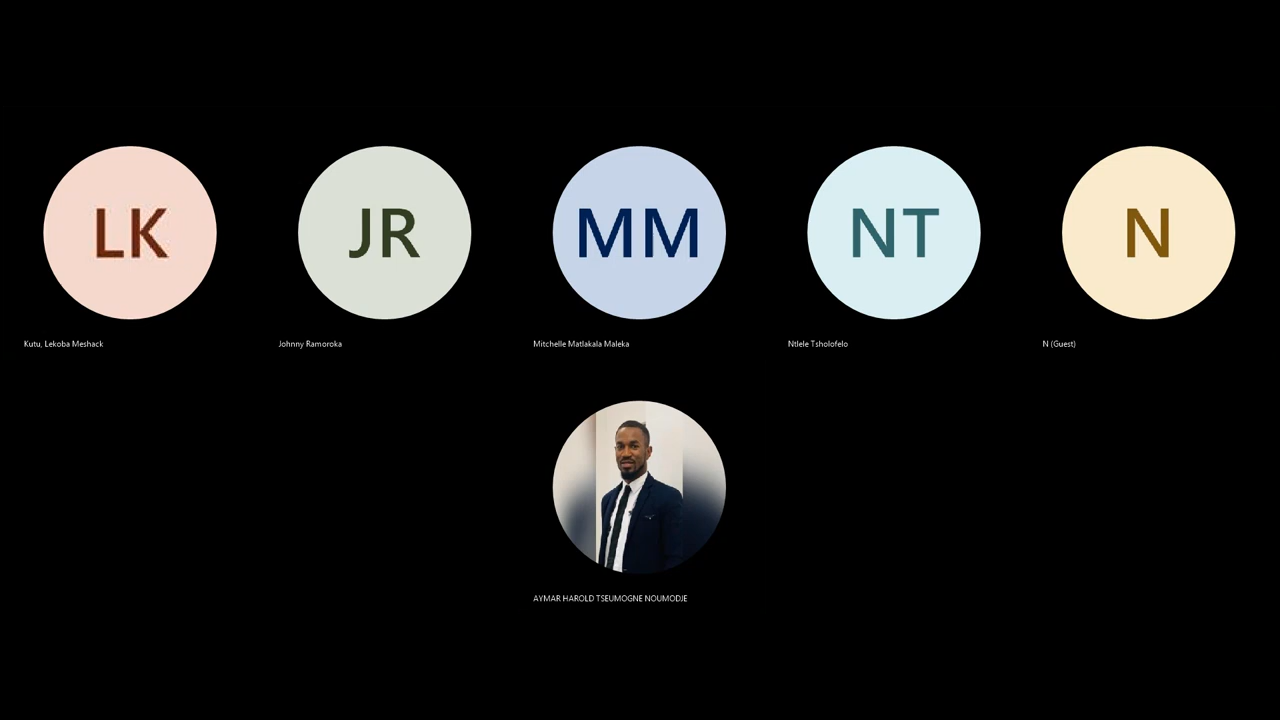 LK
JR
MM
NT
N
Kutu, Lekoba Meshack
Johnny Ramoroka
Mitchelle Matlakala Maleka
Ntlele Tsholofelo
N (Guest)
AYMAR HAROLD TSEUMOGNE NOUMODJE